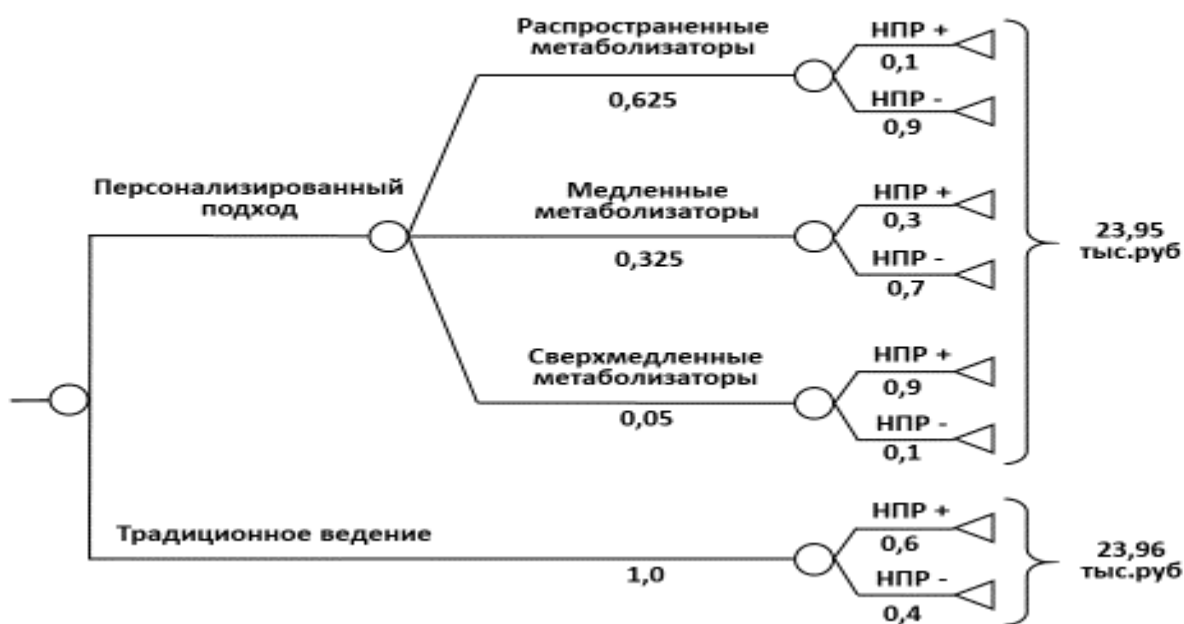 Распространенные
метаболизаторы
0,625
НПР +
0,1
НПР -
0,9
Персонализированный
подход
Медленные
метаболизаторы
0,325
НПР +
0,3
НПР -
0,7
23,95
тыс.руб
Сверхмедленные
метаболизаторы
0,05
НПР +
0,9
НПР -
0,1
Традиционное ведение
1,0
НПР +
0,6
НПР -
0,4
23,96
тыс.руб